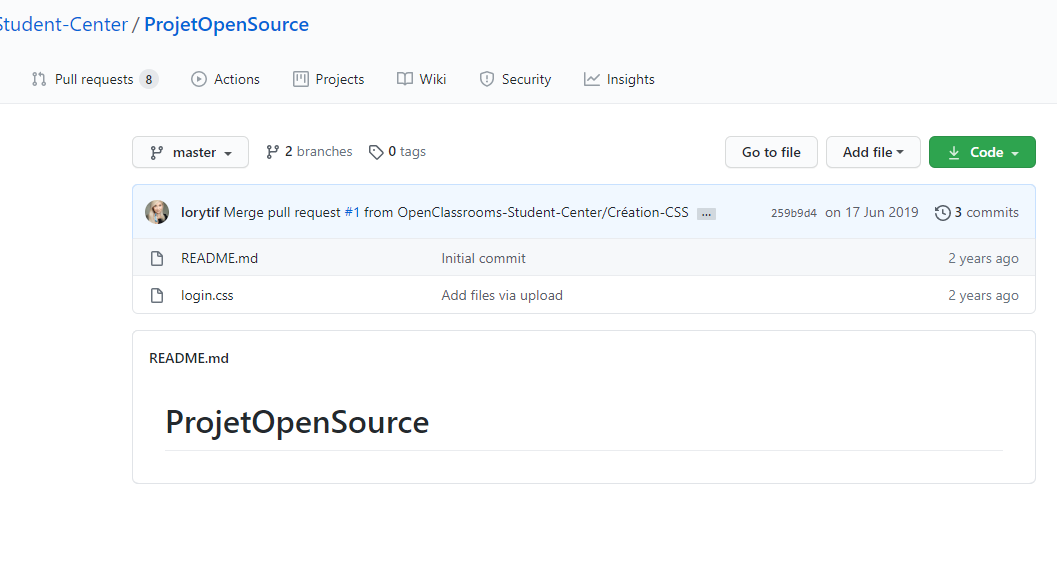 Student-Center / ProjetOpenSource
Pull requests 8 Actions Projects Wiki Security Insights
master 2 branches 0 tags Go to file Add file Code
lorytif Merge pull request #1 from OpenClassrooms-Student-Center/Création-CSS ... 259b9d4 on 17 Jun 2019 3 commits
README.md Initial commit 2 years ago
login.css Add files via upload 2 years ago
README.md
ProjetOpenSource